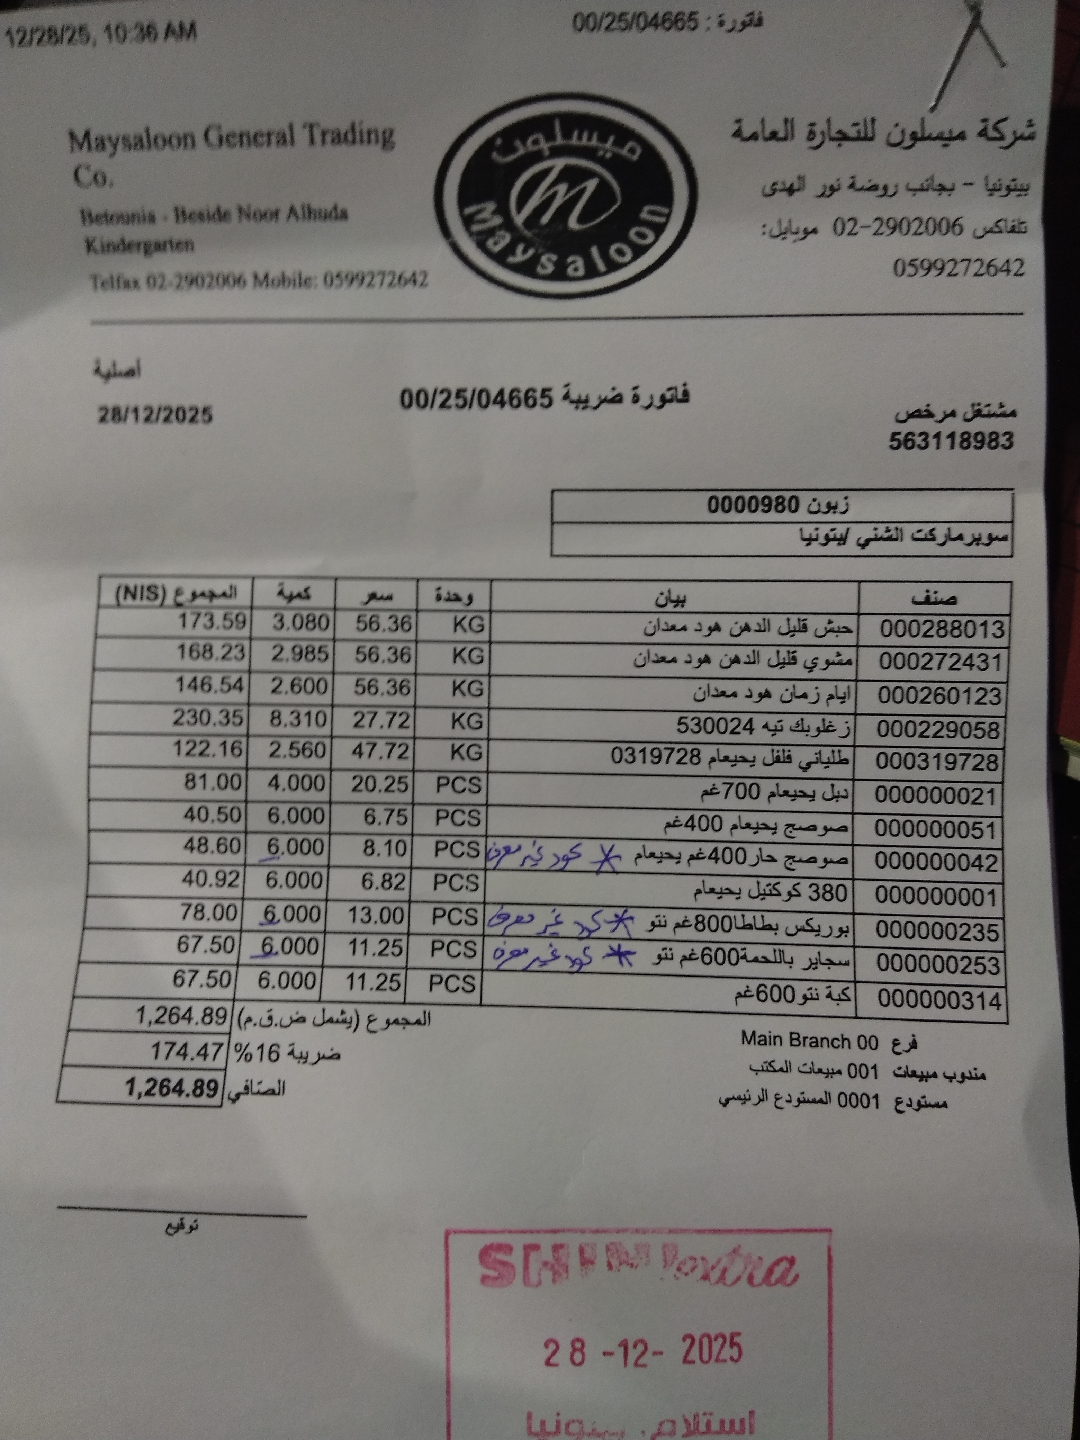 12/28/25, 10:36 AM
فاتورة : 00/25/04665
Maysaloon General Trading
Co.
Betounia - Beside Noor Alhuda
Kindergarten
Telfax 02-2902006 Mobile: 0599272642
ميسلون
Maysaloon
شركة ميسلون للتجارة العامة
بيتونيا - بجانب روضة نور الهدى
تلفاكس 2902006-02 موبايل:
0599272642
أصلية
28/12/2025
فاتورة ضريبة 00/25/04665
مشتغل مرخص
563118983
زبون 0000980
سوبرماركت الشني /بيتونيا
صنف بيان وحدة سعر كمية المجموع (NIS)
000288013 حبش قليل الدهن هود معدان KG 56.36 3.080 173.59
000272431 مشوي قليل الدهن هود معدان KG 56.36 2.985 168.23
000260123 ايام زمان هود معدان KG 56.36 2.600 146.54
000229058 زغلوبك تيه 530024 KG 27.72 8.310 230.35
000319728 طلياني فلفل يحيعام 0319728 KG 47.72 2.560 122.16
000000021 دبل يحيعام 700غم PCS 20.25 4.000 81.00
000000051 صوصج يحيعام 400غم PCS 6.75 6.000 40.50
000000042 صوصج حار400غم يحيعام * كود غير معرف PCS 8.10 6.000 48.60
000000001 380 كوكتيل يحيعام PCS 6.82 6.000 40.92
000000235 بوريكس بطاطا800غم نتو * كود غير معرف PCS 13.00 6.000 78.00
000000253 سجاير باللحمة600غم نتو * كود غير معرف PCS 11.25 6.000 67.50
000000314 كبة نتو600غم PCS 11.25 6.000 67.50
المجموع (يشمل ض.ق.م) 1,264.89
ضريبة 16% 174.47
الصّافي 1,264.89
فرع 00 Main Branch
مندوب مبيعات 001 مبيعات المكتب
مستودع 0001 المستودع الرئيسي
توقيع
extra
28 -12- 2025
استلام بيتونيا